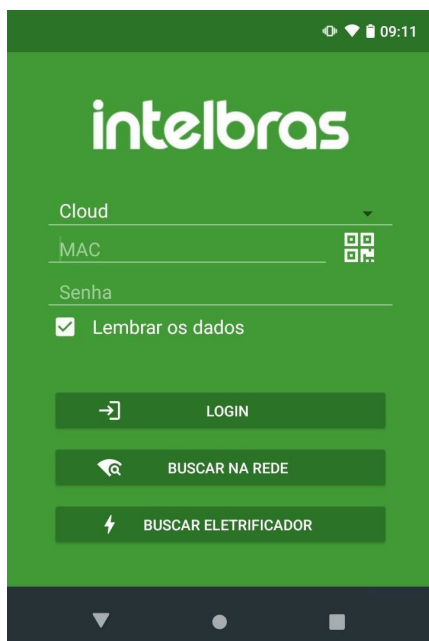 09:11
intelbras
Cloud
MAC
Senha
Lembrar os dados
LOGIN
BUSCAR NA REDE
BUSCAR ELETRIFICADOR